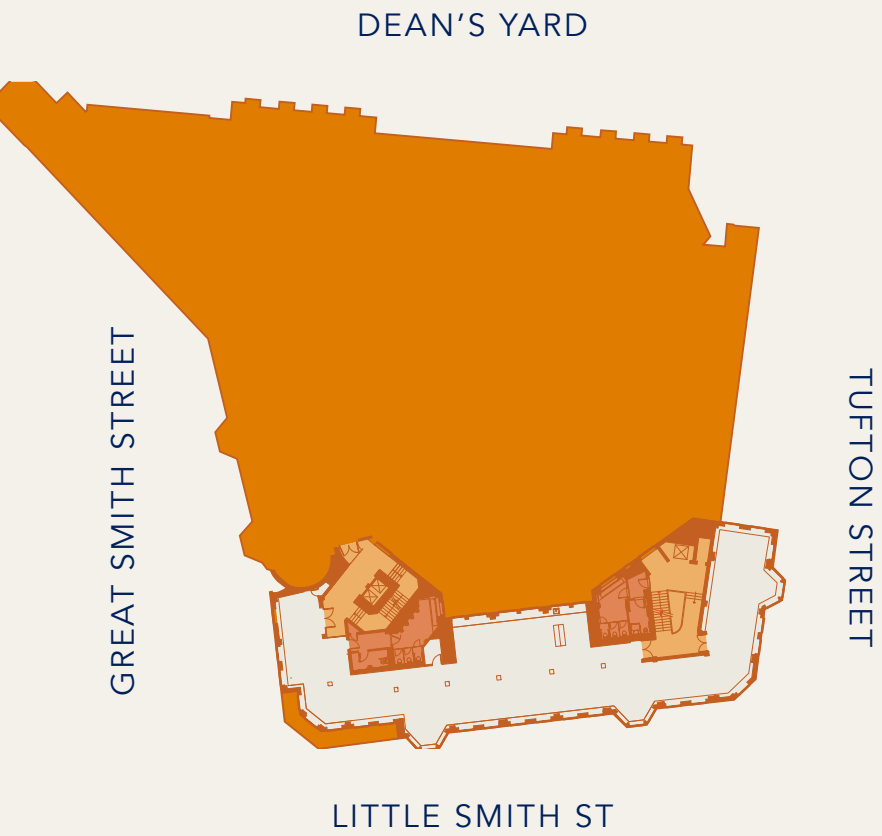 DEAN'S YARD
GREAT SMITH STREET
TUFTON STREET
LITTLE SMITH ST